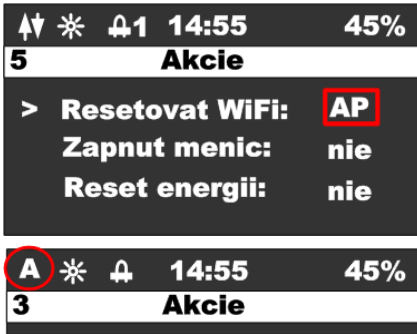 1 14:55 45%
5 Akcie
> Resetovat WiFi: AP
Zapnut menic: nie
Reset energii: nie
A 14:55 45%
3 Akcie